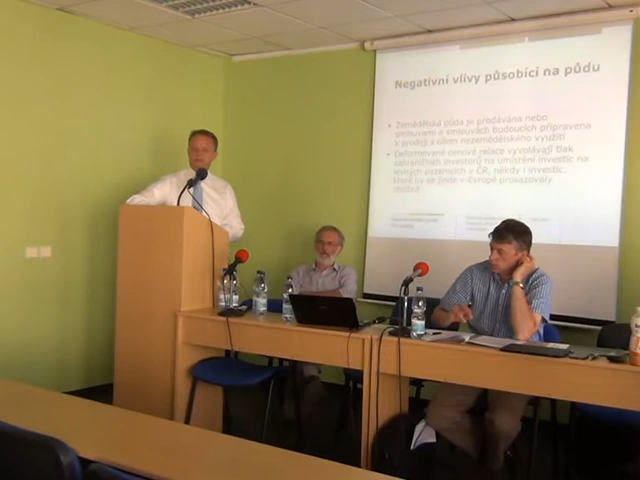 Negativní vlivy působící na půdu
• Zemědělská půda je prodávána nebo
smlouvami o smlouvách budoucích připravena
k prodeji s cílem nezemědělského využití
• Deformované cenové relace vyvolávají tlak
zahraničních investorů na umístění investic na
levných pozemcích v ČR, někdy i investic,
které by se jinde v Evropě prosazovaly
obtížně